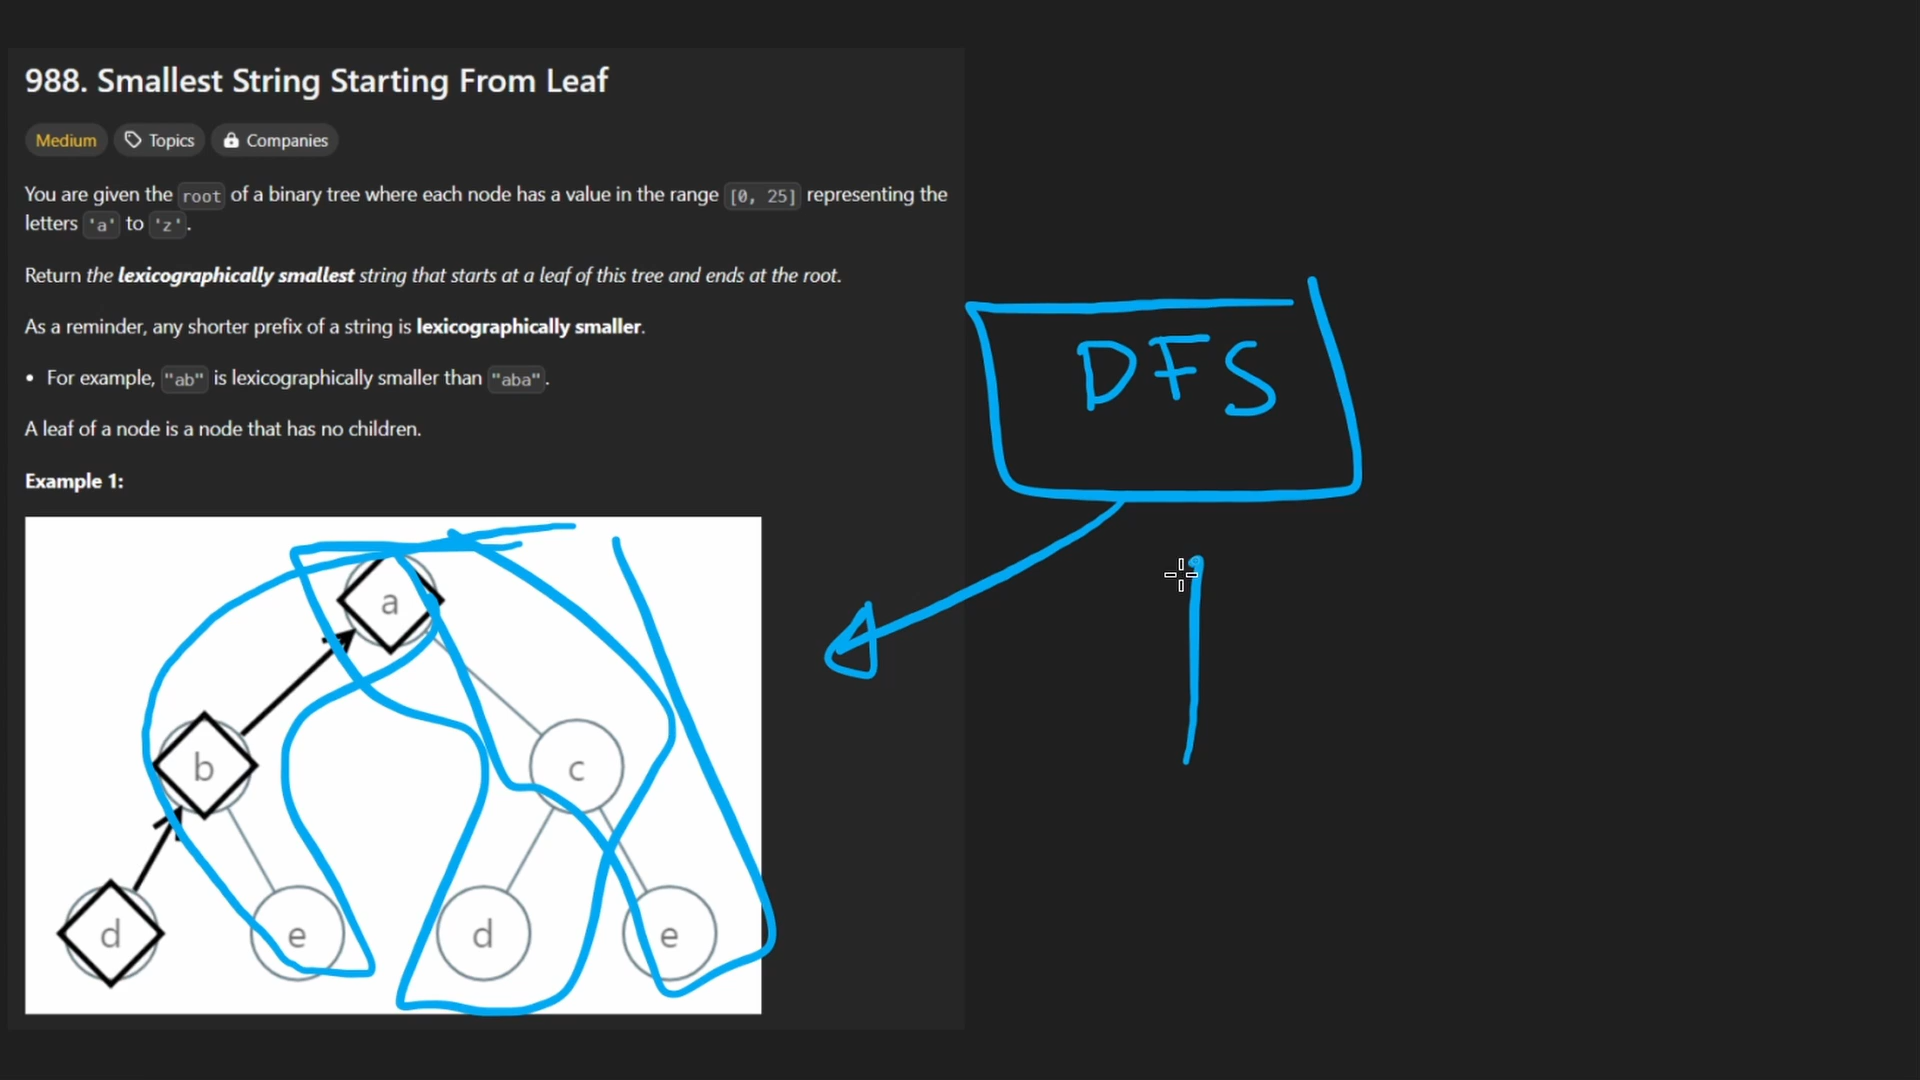 988. Smallest String Starting From Leaf
Medium Topics Companies
You are given the root of a binary tree where each node has a value in the range [0, 25] representing the
letters 'a' to 'z'.
Return the lexicographically smallest string that starts at a leaf of this tree and ends at the root.
As a reminder, any shorter prefix of a string is lexicographically smaller.
• For example, "ab" is lexicographically smaller than "aba".
A leaf of a node is a node that has no children.
Example 1:
DFS
a
b c
d e d e